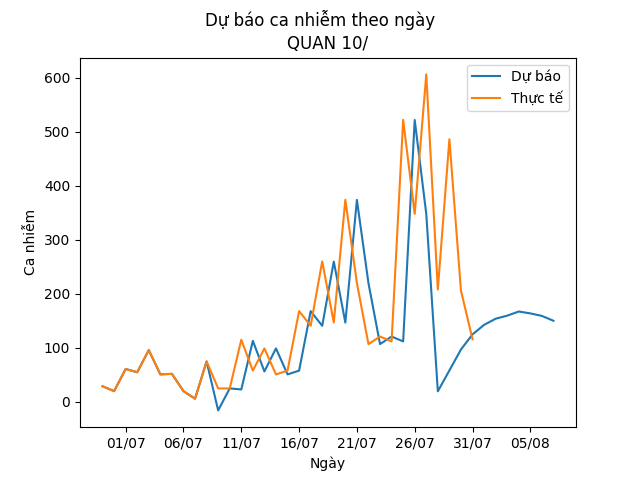 Dự báo ca nhiễm theo ngày
QUAN 10/
Dự báo
Thực tế
Ca nhiễm
600
500
400
300
200
100
0
01/07 06/07 11/07 16/07 21/07 26/07 31/07 05/08
Ngày